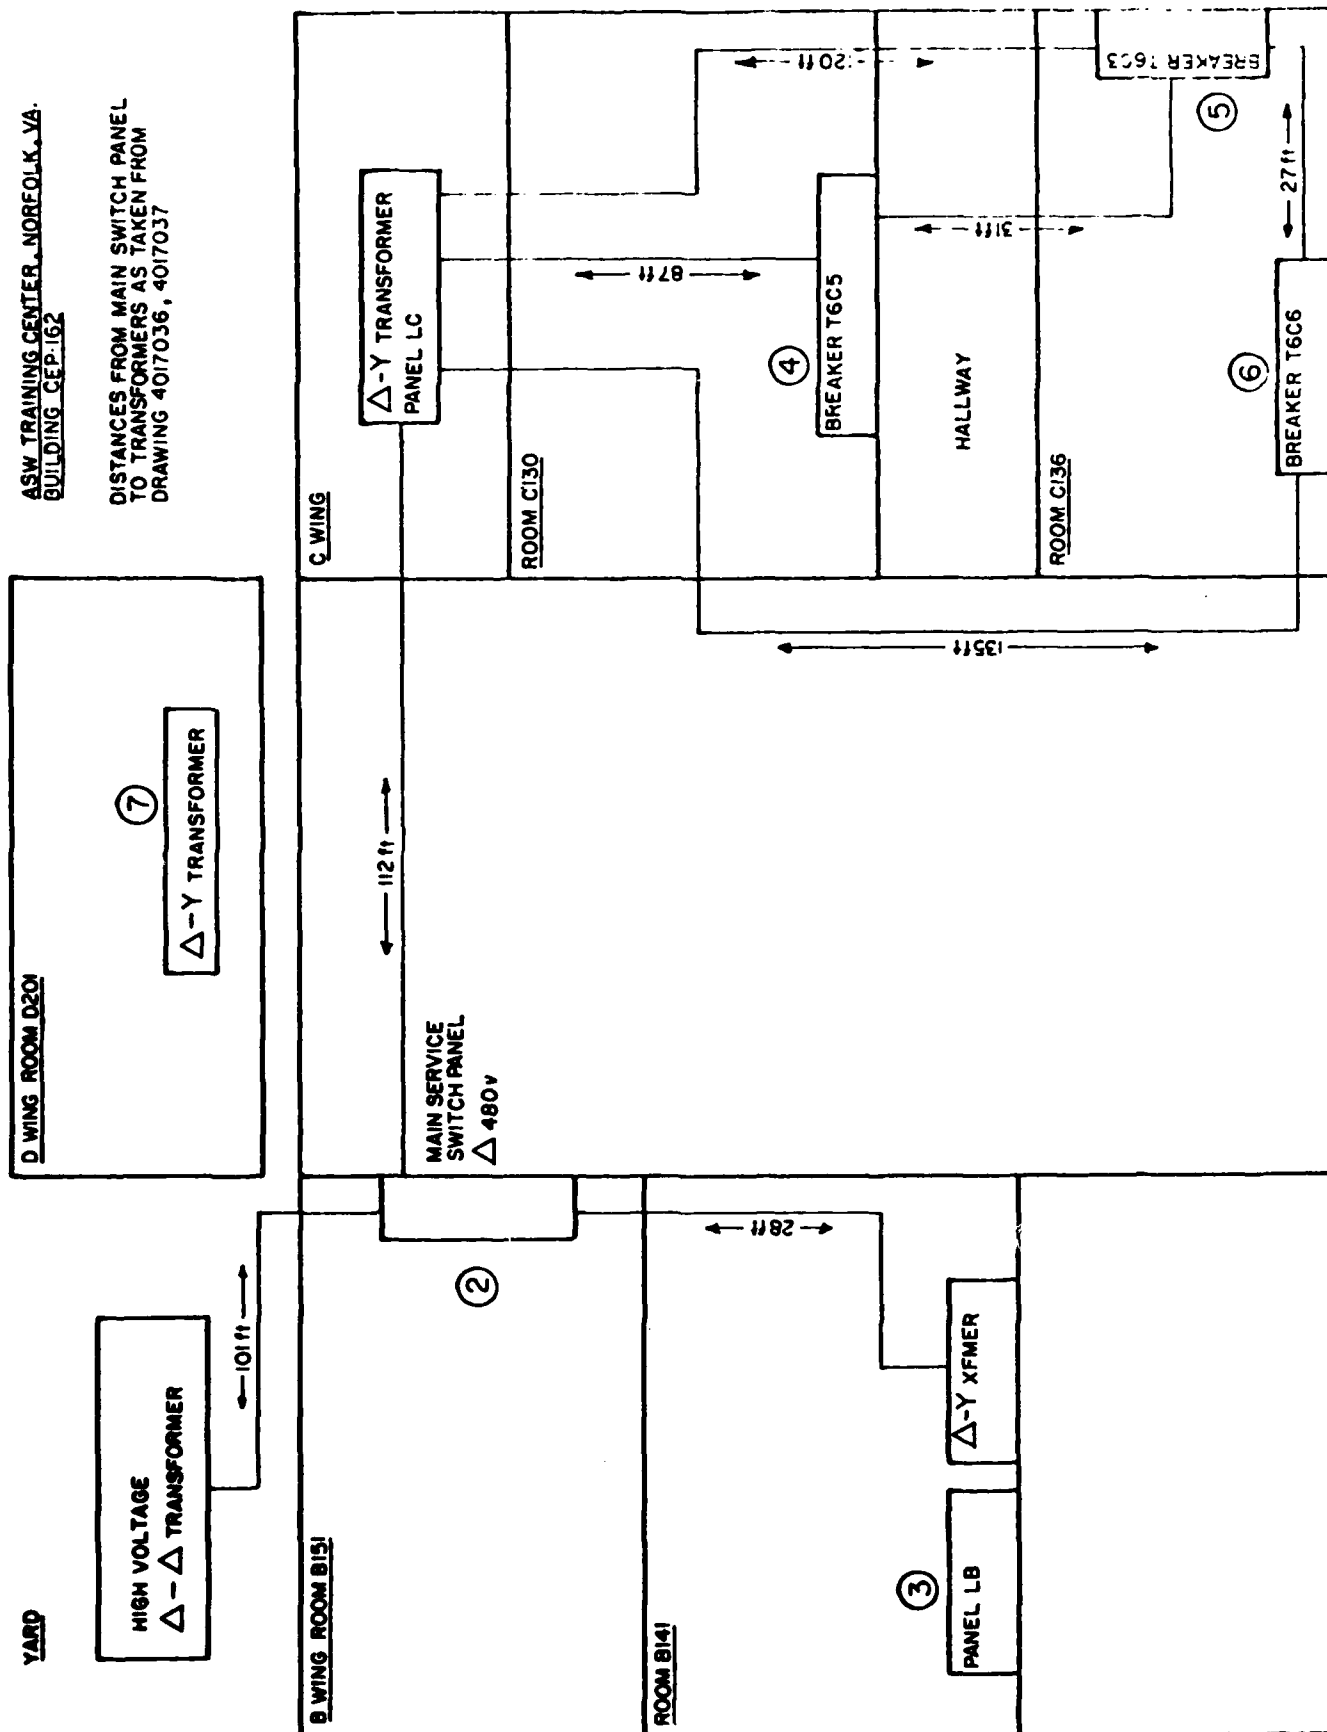 YARD
HIGH VOLTAGE
Δ-Δ TRANSFORMER
101 ft
D WING ROOM D201
7
Δ-Y TRANSFORMER
ASW TRAINING CENTER, NORFOLK, VA.
BUILDING CEP-162
DISTANCES FROM MAIN SWITCH PANEL
TO TRANSFORMERS AS TAKEN FROM
DRAWING 4017036, 4017037
B WING ROOM B151
2
MAIN SERVICE
SWITCH PANEL
Δ 480V
112 ft
C WING
Δ-Y TRANSFORMER
PANEL LC
ROOM C130
87 ft
120 ft
4
BREAKER T6C5
HALLWAY
31 ft
135 ft
ROOM C136
BREAKER T6C3
5
27 ft
6
BREAKER T6C6
ROOM B141
28 ft
3
PANEL LB
Δ-Y XFMER